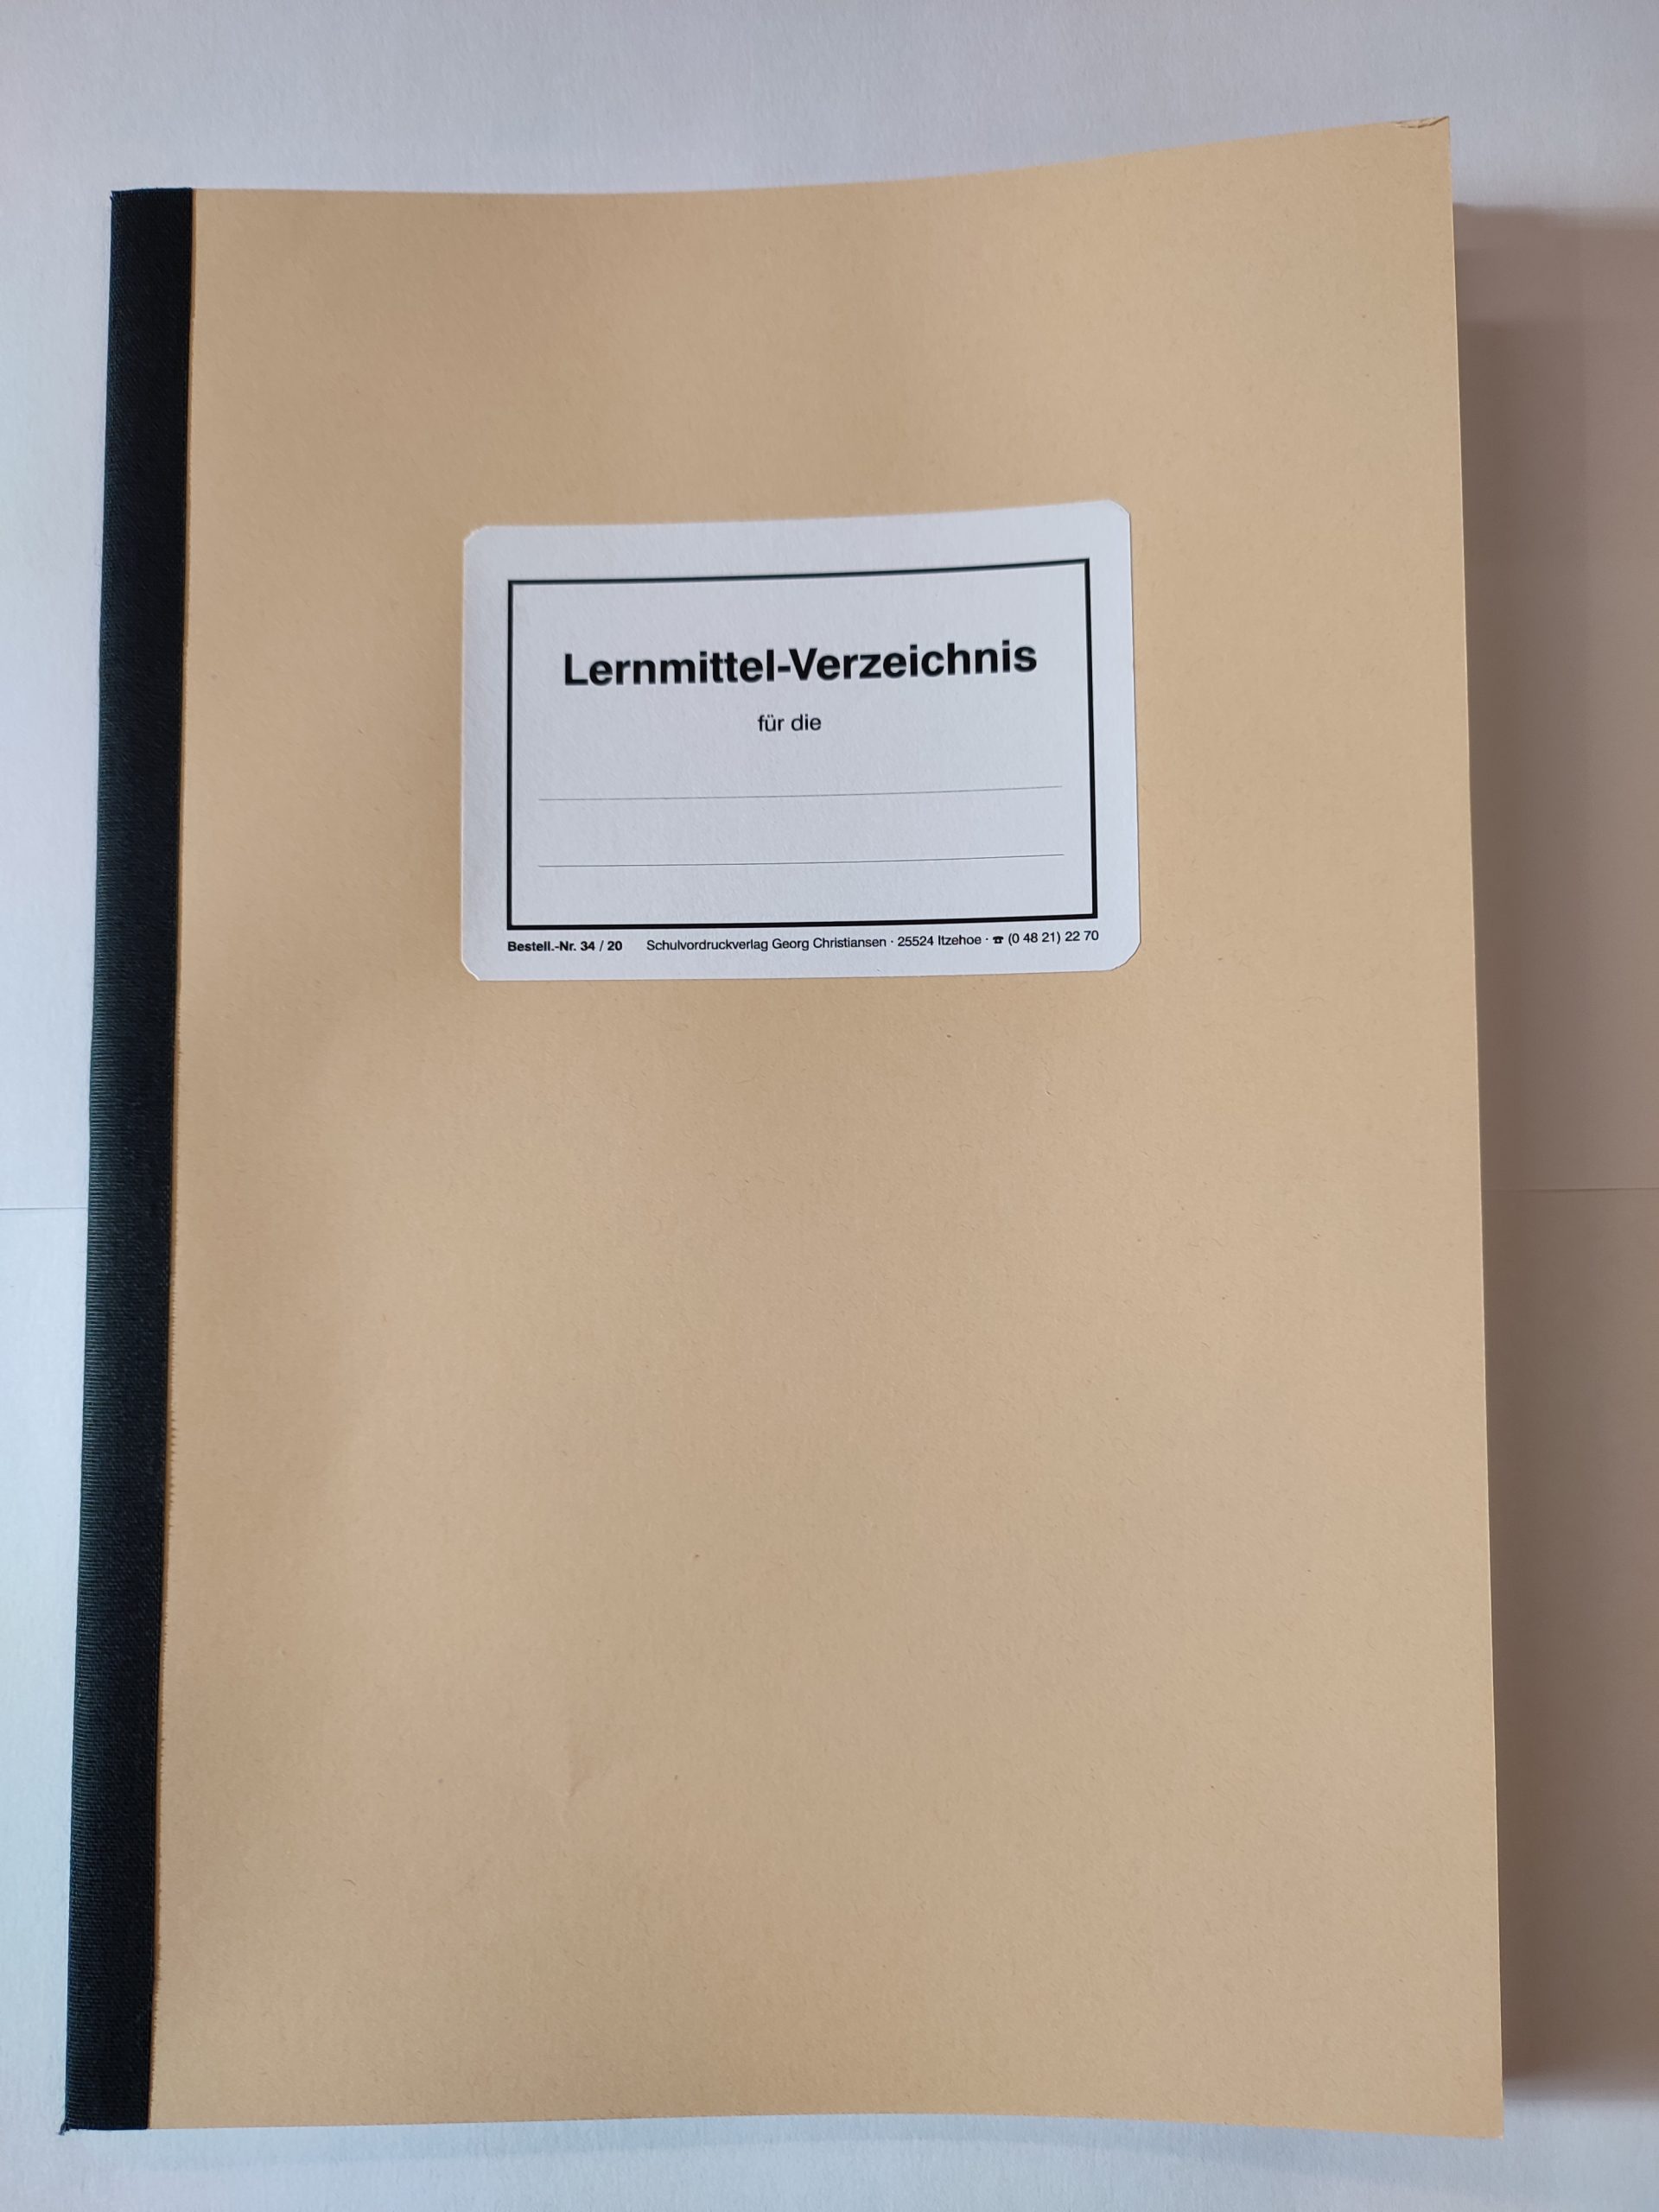 Lernmittel-Verzeichnis
für die
Bestell.-Nr. 34 / 20 Schulvordruckverlag Georg Christiansen · 25524 Itzehoe · ☎ (0 48 21) 22 70